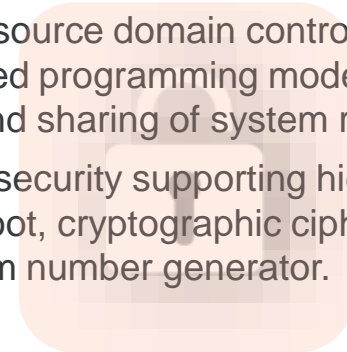 source domain contro
ed programming mode
nd sharing of system r
security supporting hi
oot, cryptographic ciph
m number generator.